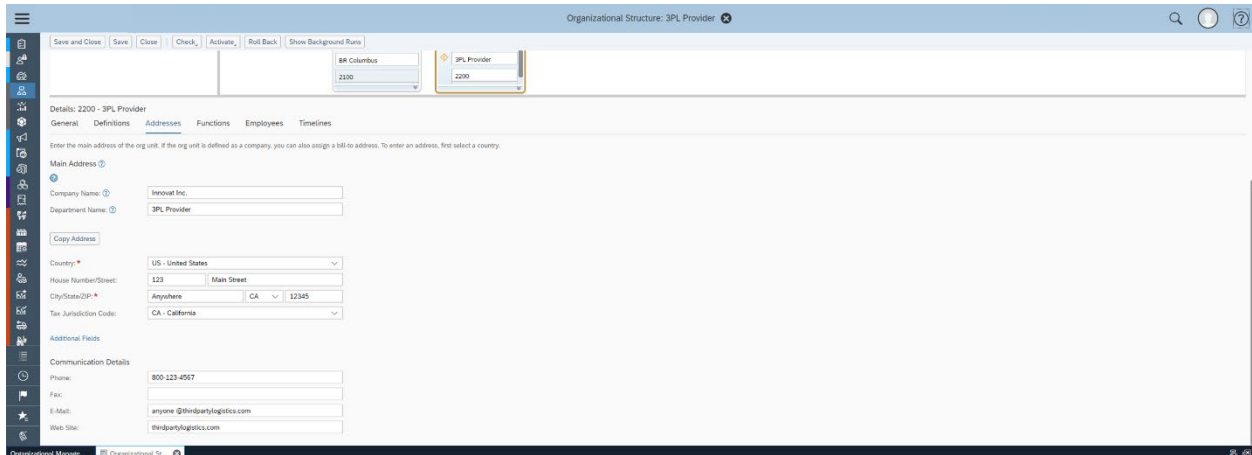 Organizational Structure: 3PL Provider
Save and Close Save Close Check Activate Roll Back Show Background Runs
BR Columbus 3PL Provider
2100 2200
Details: 2200 - 3PL Provider
General Definitions Addresses Functions Employees Timelines
Enter the main address of the org unit. If the org unit is defined as a company, you can also assign a bill-to address. To enter an address, first select a country.
Main Address
Company Name: Innovat Inc.
Department Name: 3PL Provider
Copy Address
Country:* US - United States
House Number/Street: 123 Main Street
City/State/ZIP:* Anywhere CA 12345
Tax Jurisdiction Code: CA - California
Additional Fields
Communication Details
Phone: 800-123-4567
Fax:
E-Mail: anyone @thirdpartylogistics.com
Web Site: thirdpartylogistics.com
Organizational Manage Organizational St